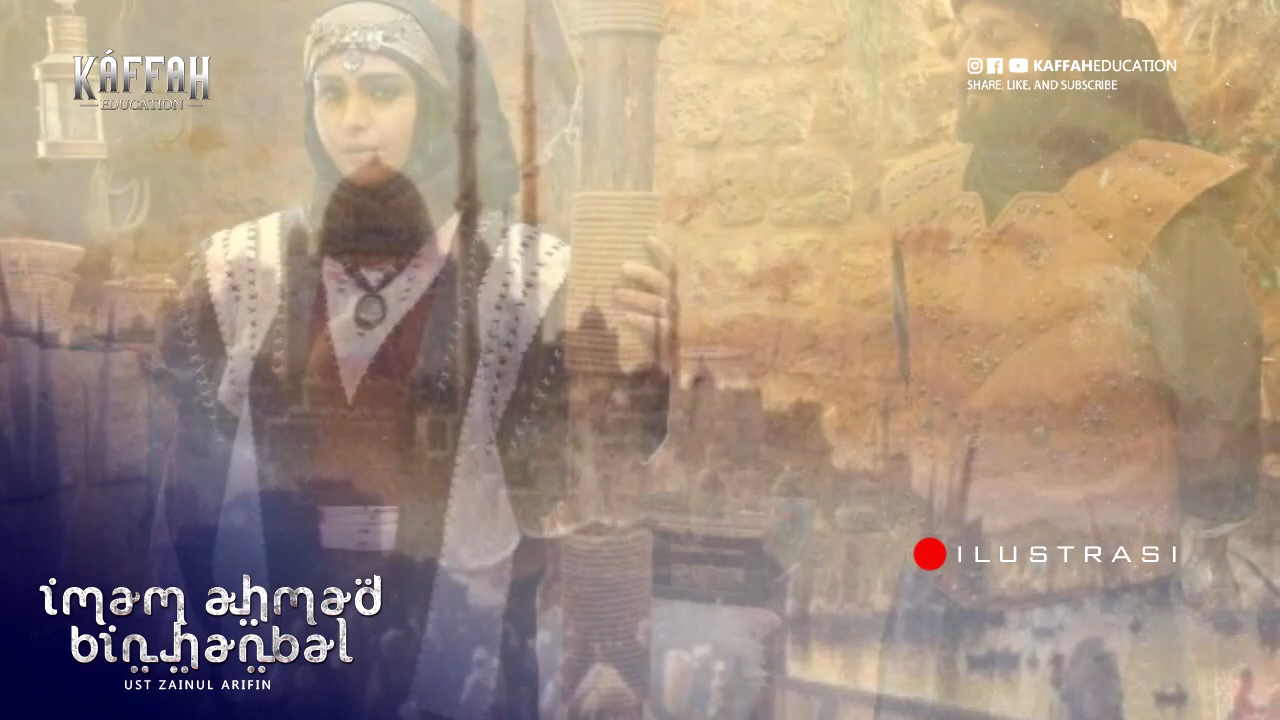 KÁFFAH
EDUCATION
KAFFAHEDUCATION
SHARE, LIKE, AND SUBSCRIBE
ILUSTRASI
imam ahmad
bin hanbal
UST ZAINUL ARIFIN